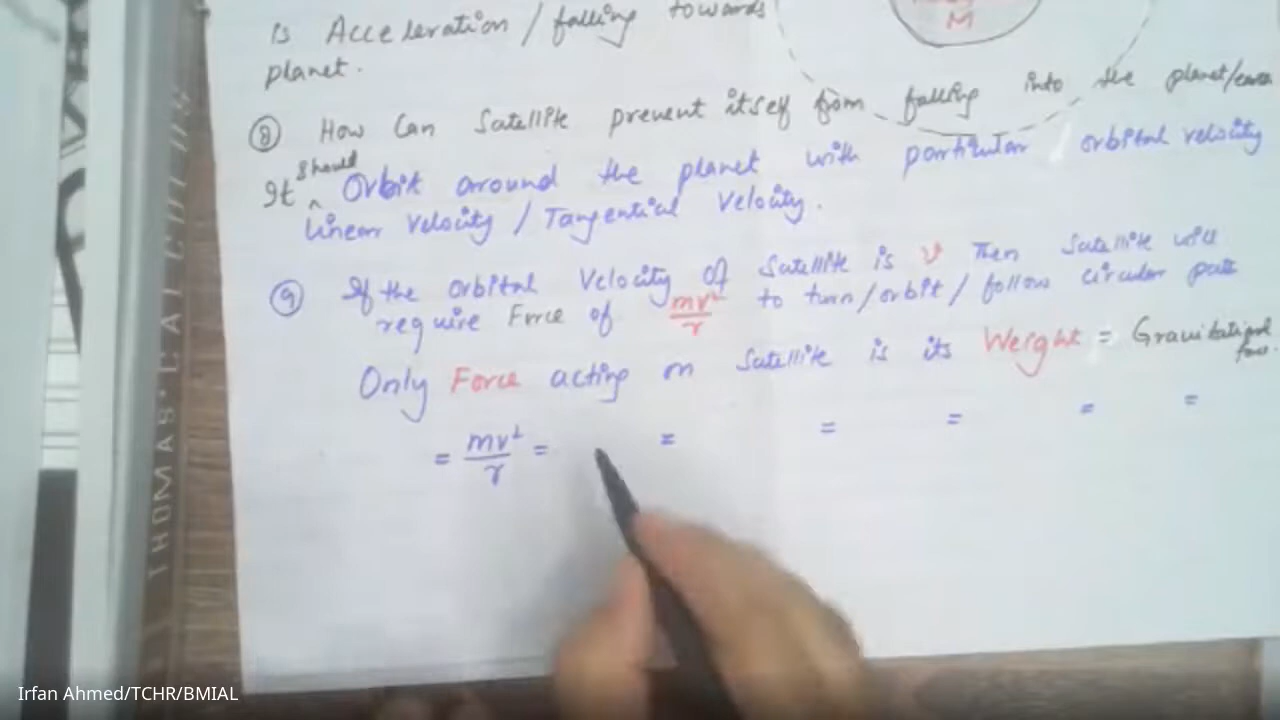 is Acceleration / falling towards
planet.
M
⑧ How Can Satellite prevent itself from falling into the planet/
should
It ^ Orbit around the planet with particular orbital velocity
linear velocity / Tangential velocity.
⑨ If the orbital Velocity of Satellite is v Then Satellite will
require Force of mv²/r to turn/orbit/follow circular path
Only Force acting on Satellite is its Weight = Gravitational
force.
= mv²/r = = = = = =
THOMAS' CALCULUS
Irfan Ahmed/TCHR/BMIAL